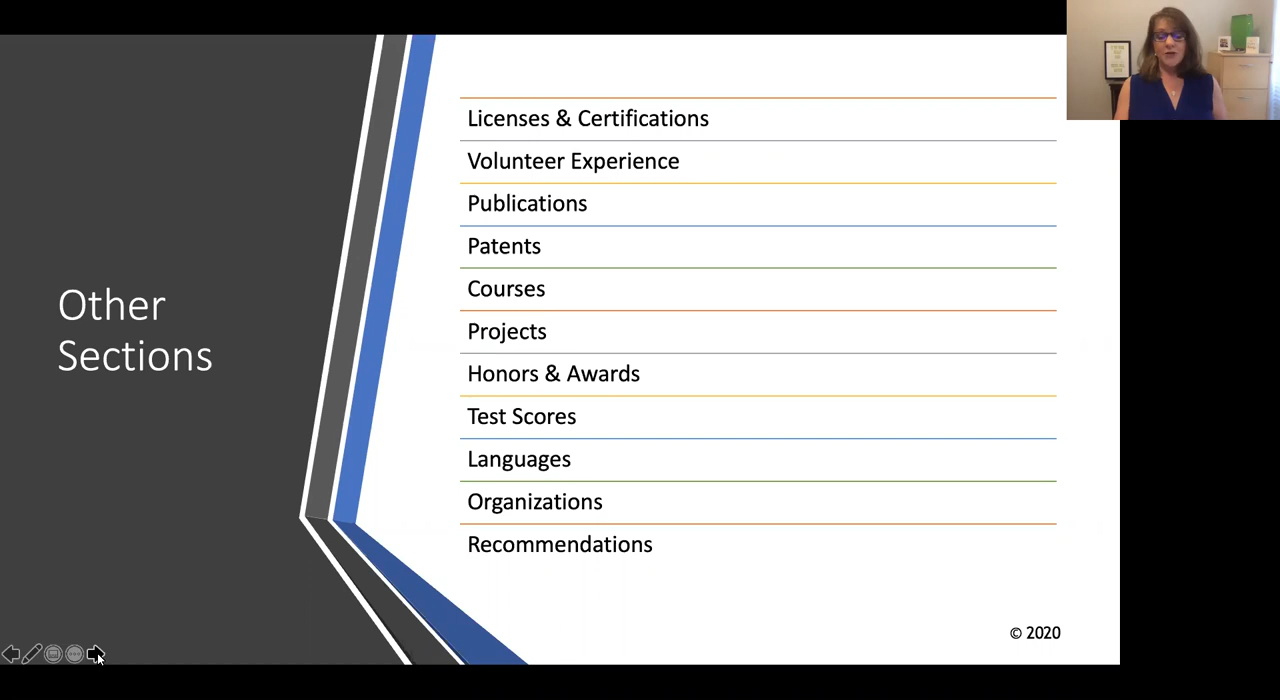 Other
Sections
Licenses & Certifications
Volunteer Experience
Publications
Patents
Courses
Projects
Honors & Awards
Test Scores
Languages
Organizations
Recommendations
© 2020